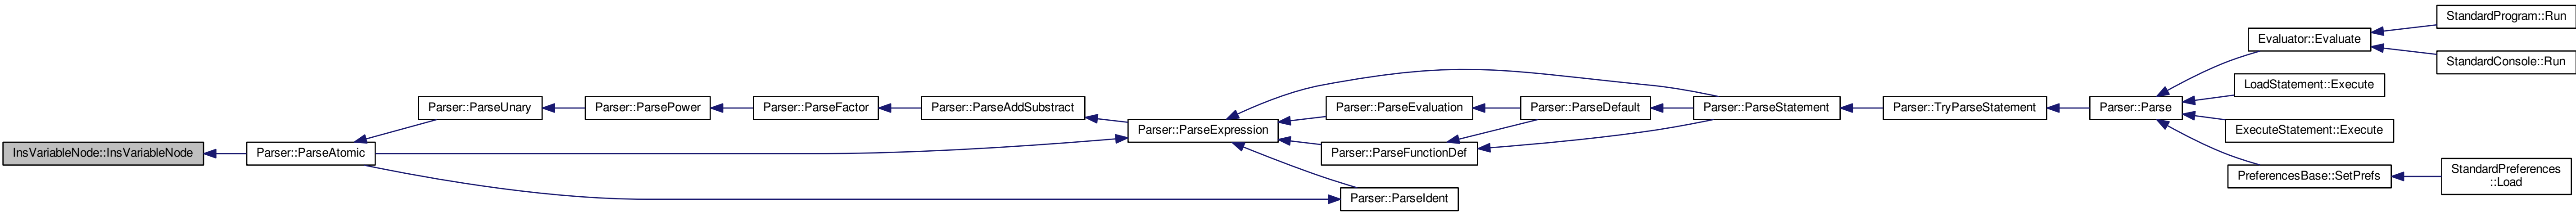 InsVariableNode::InsVariableNode
Parser::ParseAtomic
Parser::ParseUnary
Parser::ParsePower
Parser::ParseFactor
Parser::ParseAddSubstract
Parser::ParseExpression
Parser::ParseEvaluation
Parser::ParseFunctionDef
Parser::ParseIdent
Parser::ParseDefault
Parser::ParseStatement
Parser::TryParseStatement
Parser::Parse
Evaluator::Evaluate
LoadStatement::Execute
ExecuteStatement::Execute
PreferencesBase::SetPrefs
StandardProgram::Run
StandardConsole::Run
StandardPreferences
::Load